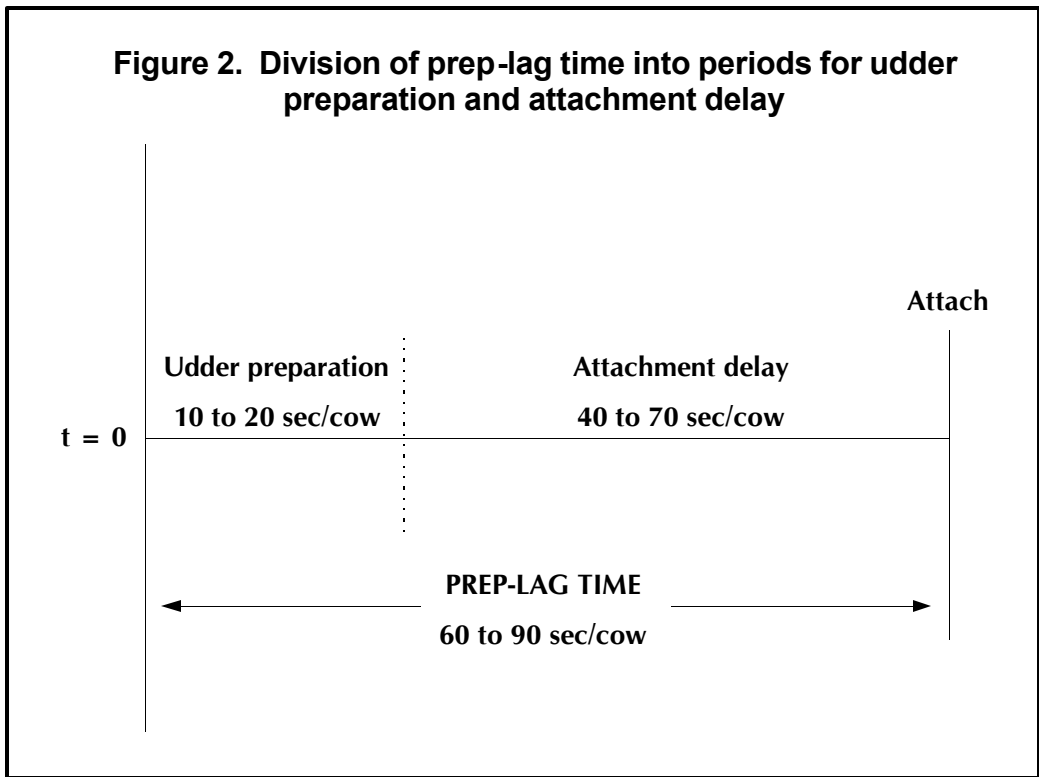 Figure 2. Division of prep-lag time into periods for udder
preparation and attachment delay
Attach
Udder preparation
10 to 20 sec/cow
Attachment delay
40 to 70 sec/cow
t = 0
PREP-LAG TIME
60 to 90 sec/cow